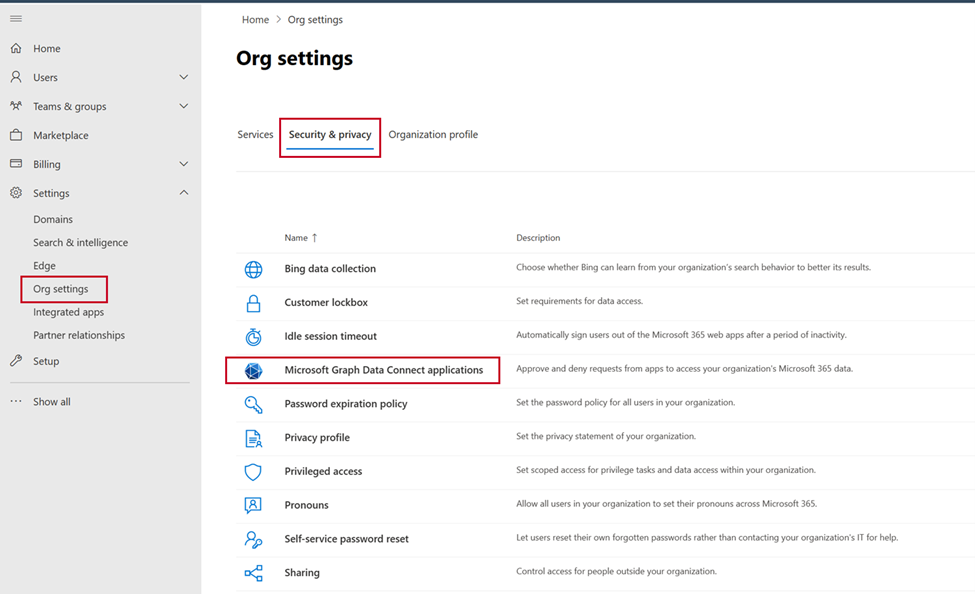 Home > Org settings
Org settings
Home
Users
Teams & groups
Marketplace
Billing
Settings
Domains
Search & intelligence
Edge
Org settings
Integrated apps
Partner relationships
Setup
Show all
Services Security & privacy Organization profile
Name ↑ Description
Bing data collection Choose whether Bing can learn from your organization's search behavior to better its results.
Customer lockbox Set requirements for data access.
Idle session timeout Automatically sign users out of the Microsoft 365 web apps after a period of inactivity.
Microsoft Graph Data Connect applications Approve and deny requests from apps to access your organization's Microsoft 365 data.
Password expiration policy Set the password policy for all users in your organization.
Privacy profile Set the privacy statement of your organization.
Privileged access Set scoped access for privilege tasks and data access within your organization.
Pronouns Allow all users in your organization to set their pronouns across Microsoft 365.
Self-service password reset Let users reset their own forgotten passwords rather than contacting your organization's IT for help.
Sharing Control access for people outside your organization.